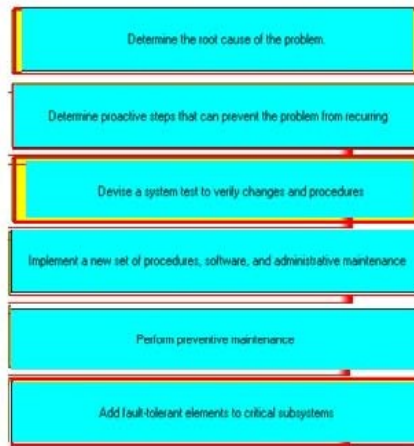 Determine the root cause of the problem.
Determine proactive steps that can prevent the problem from recurring
Devise a system test to verify changes and procedures
Implement a new set of procedures, software, and administrative maintenance
Perform preventive maintenance
Add fault-tolerant elements to critical subsystems